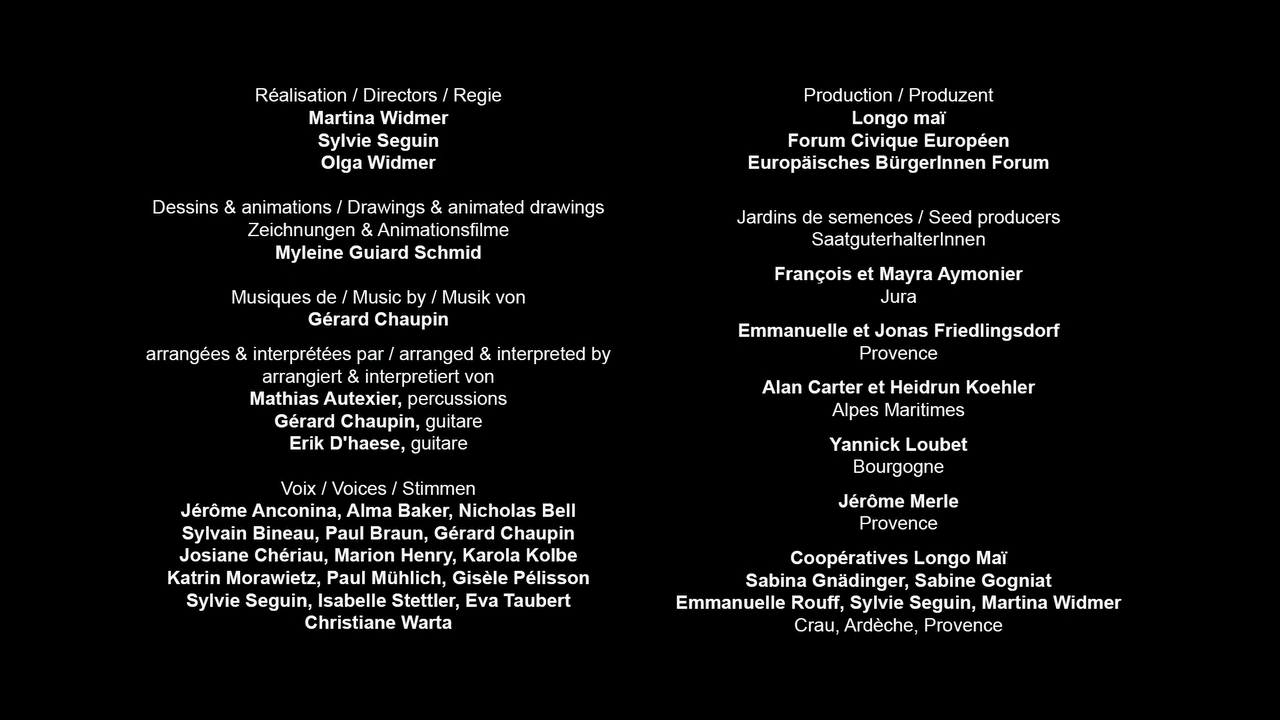 Réalisation / Directors / Regie
Martina Widmer
Sylvie Seguin
Olga Widmer
Dessins & animations / Drawings & animated drawings
Zeichnungen & Animationsfilme
Myleine Guiard Schmid
Musiques de / Music by / Musik von
Gérard Chaupin
arrangées & interprétées par / arranged & interpreted by
arrangiert & interpretiert von
Mathias Autexier, percussions
Gérard Chaupin, guitare
Erik D'haese, guitare
Voix / Voices / Stimmen
Jérôme Anconina, Alma Baker, Nicholas Bell
Sylvain Bineau, Paul Braun, Gérard Chaupin
Josiane Chériau, Marion Henry, Karola Kolbe
Katrin Morawietz, Paul Mühlich, Gisèle Pélisson
Sylvie Seguin, Isabelle Stettler, Eva Taubert
Christiane Warta
Production / Produzent
Longo maï
Forum Civique Européen
Europäisches BürgerInnen Forum
Jardins de semences / Seed producers
SaatguterhalterInnen
François et Mayra Aymonier
Jura
Emmanuelle et Jonas Friedlingsdorf
Provence
Alan Carter et Heidrun Koehler
Alpes Maritimes
Yannick Loubet
Bourgogne
Jérôme Merle
Provence
Coopératives Longo Maï
Sabina Gnädinger, Sabine Gogniat
Emmanuelle Rouff, Sylvie Seguin, Martina Widmer
Crau, Ardèche, Provence